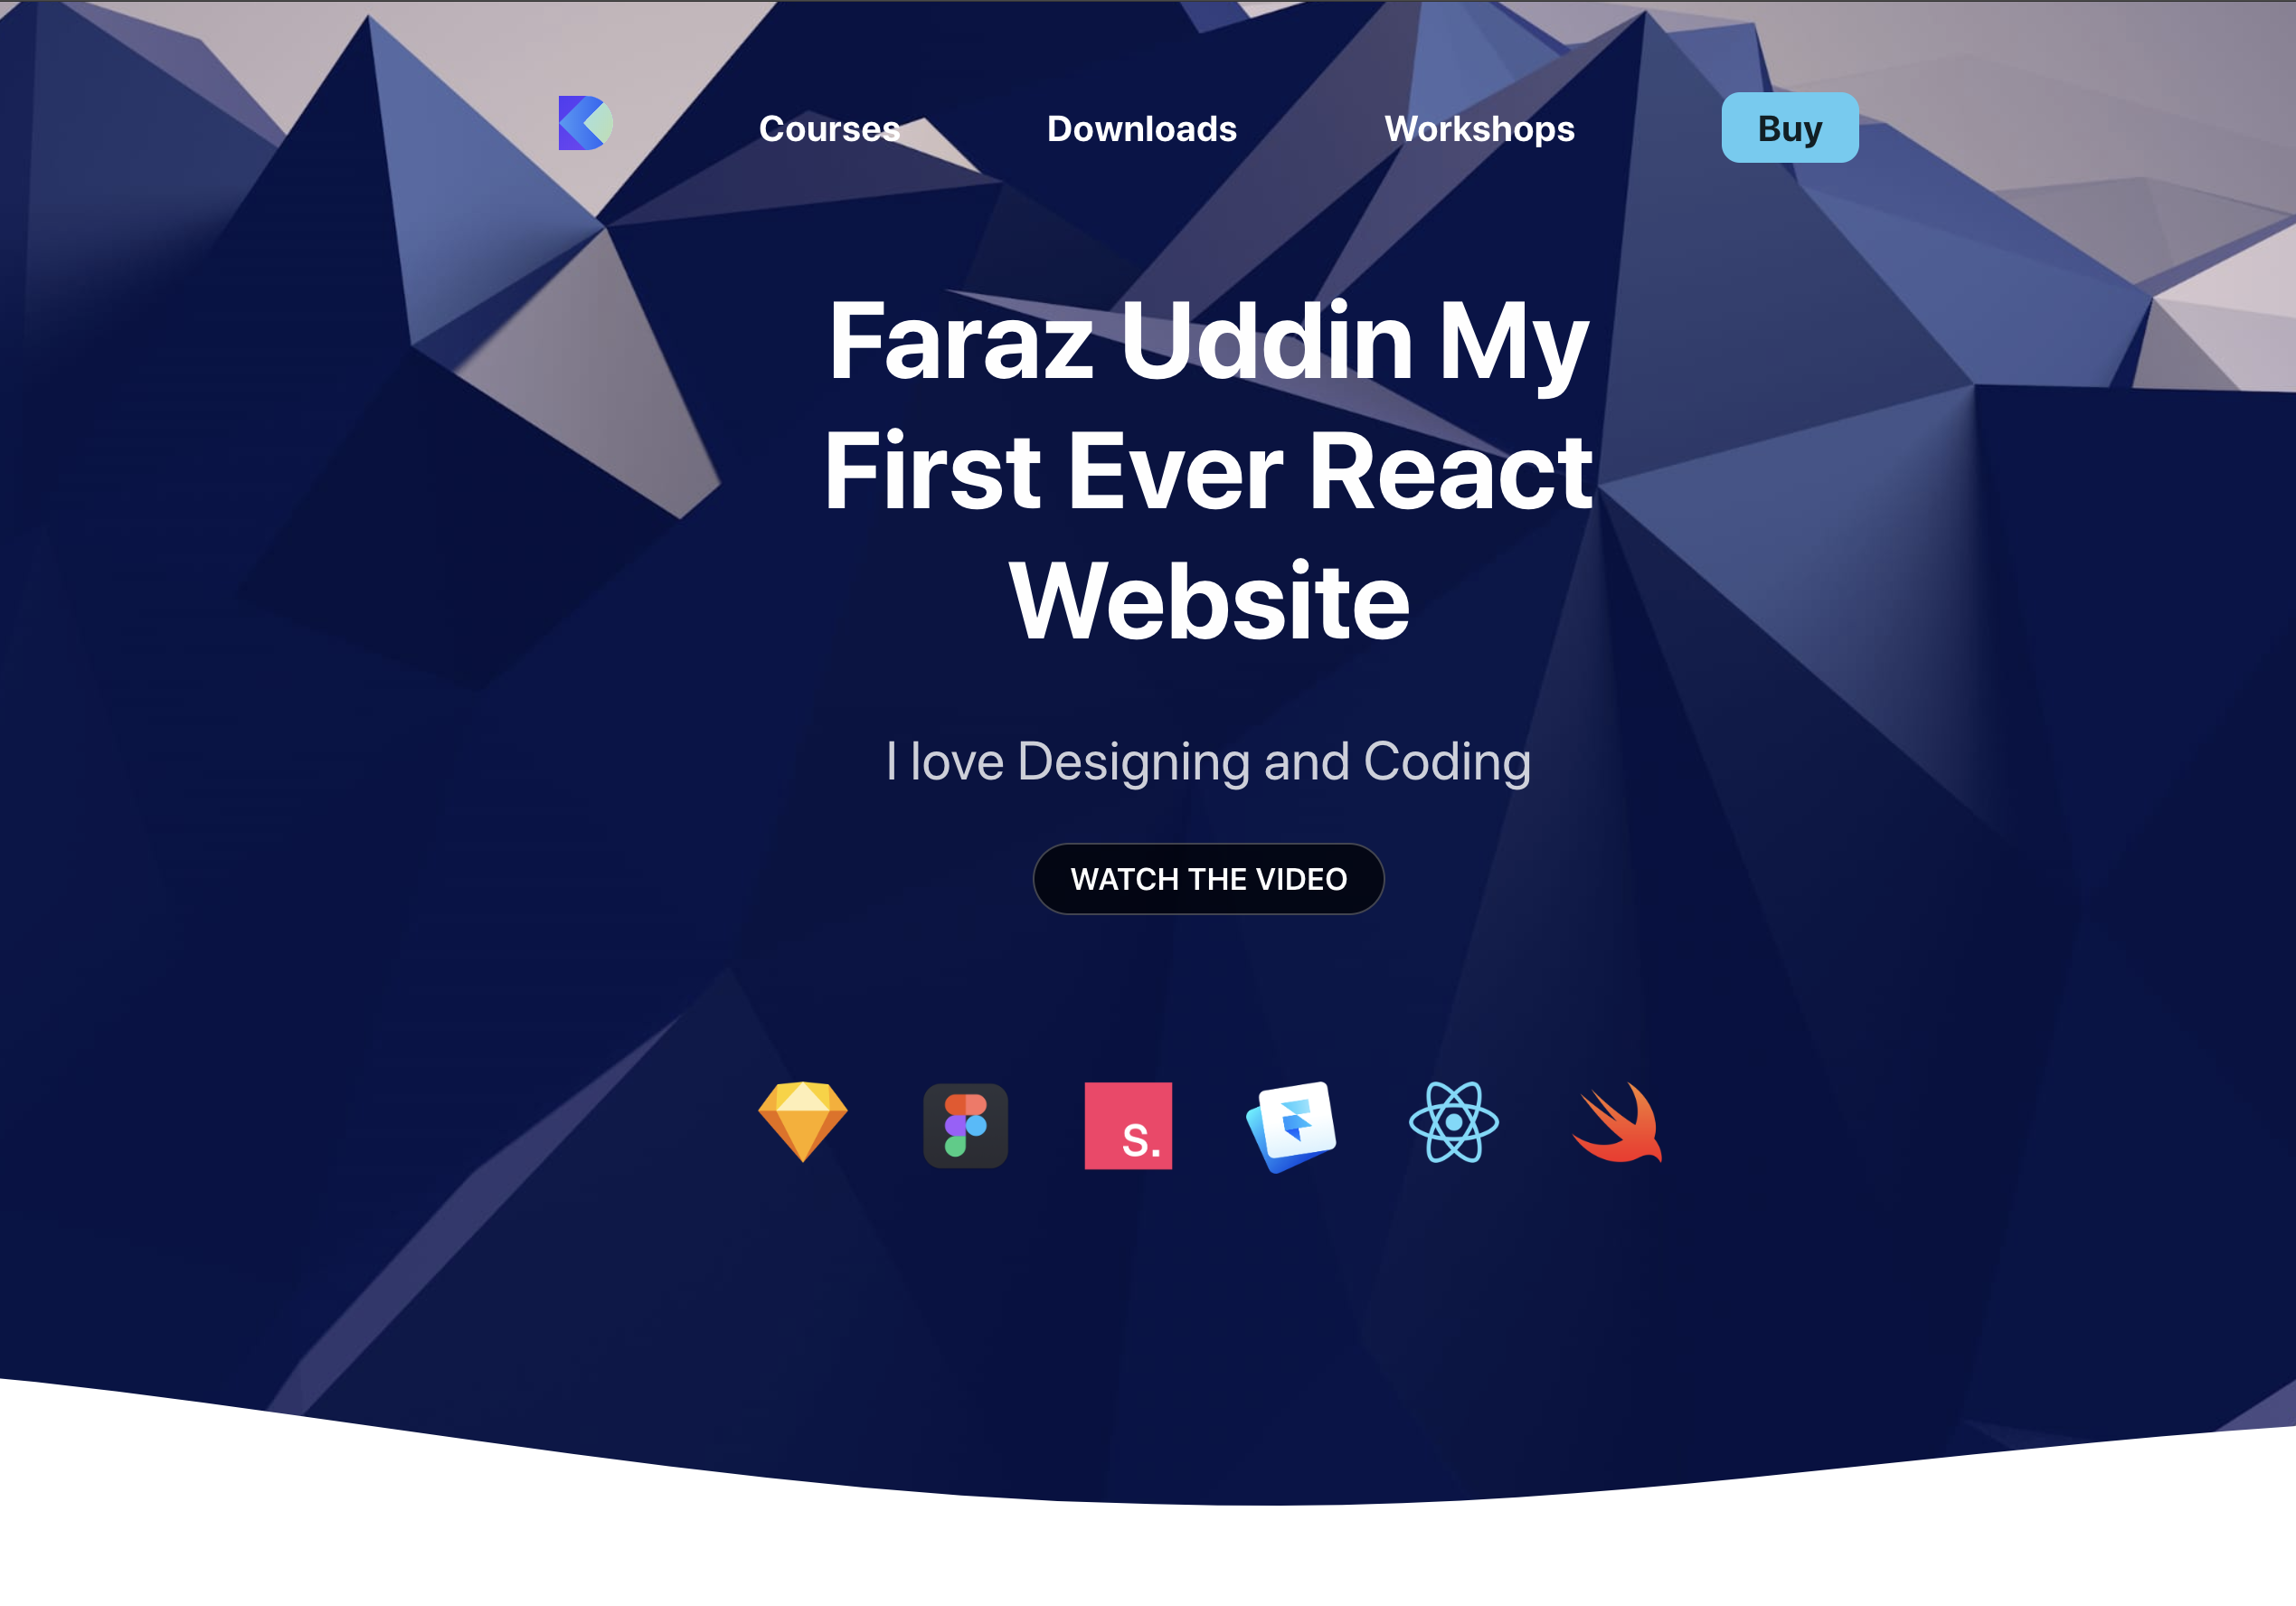 Courses Downloads Workshops Buy
Faraz Uddin My
First Ever React
Website
I love Designing and Coding
WATCH THE VIDEO
S.